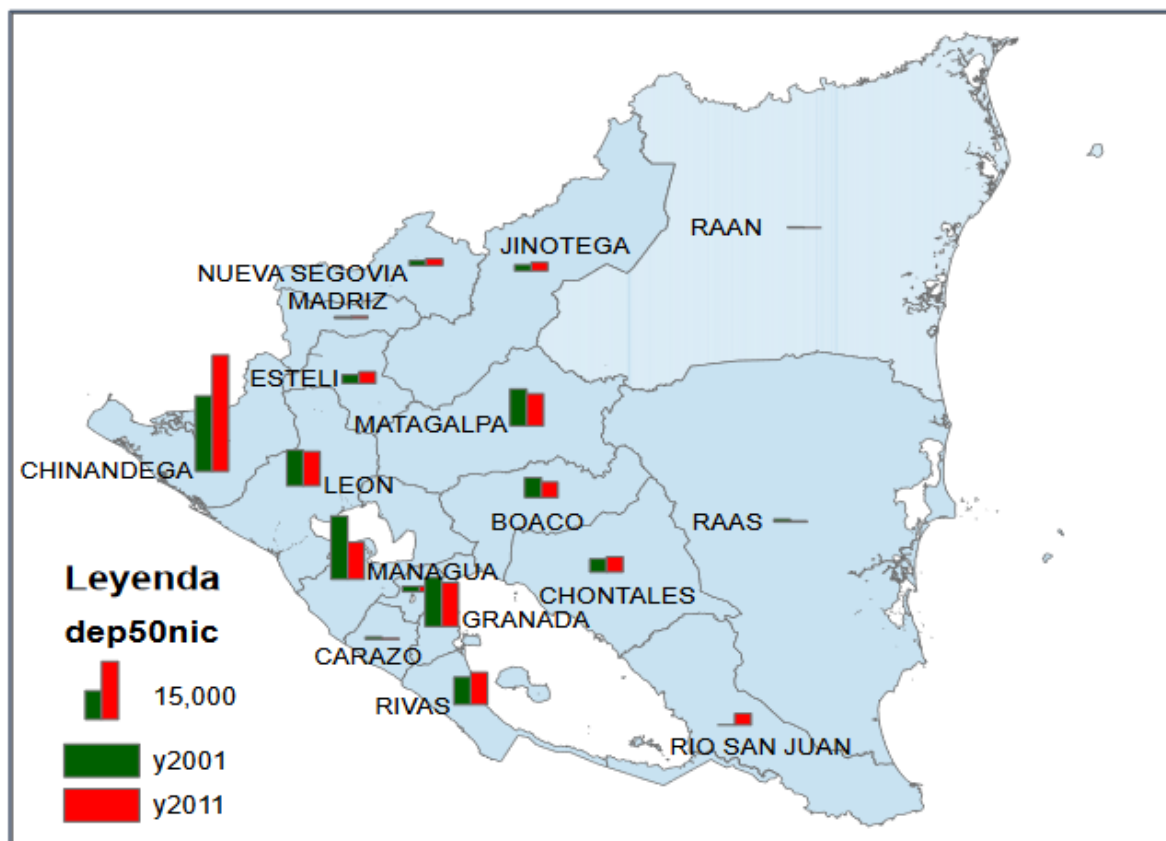 RAAN
JINOTEGA
NUEVA SEGOVIA
MADRIZ
ESTELI
MATAGALPA
CHINANDEGA
LEON
BOACO
RAAS
MANAGUA
CHONTALES
GRANADA
CARAZO
RIVAS
RIO SAN JUAN
Leyenda
dep50nic
15,000
y2001
y2011